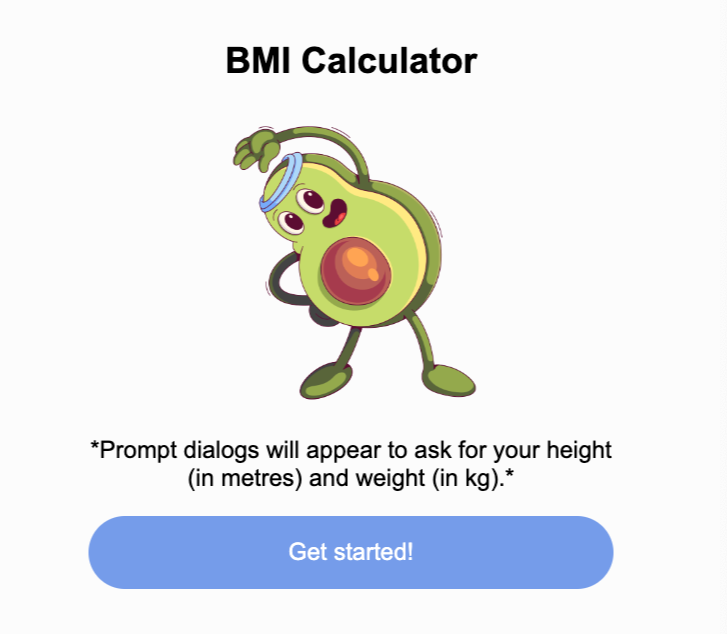 BMI Calculator
*Prompt dialogs will appear to ask for your height
(in metres) and weight (in kg).*
Get started!